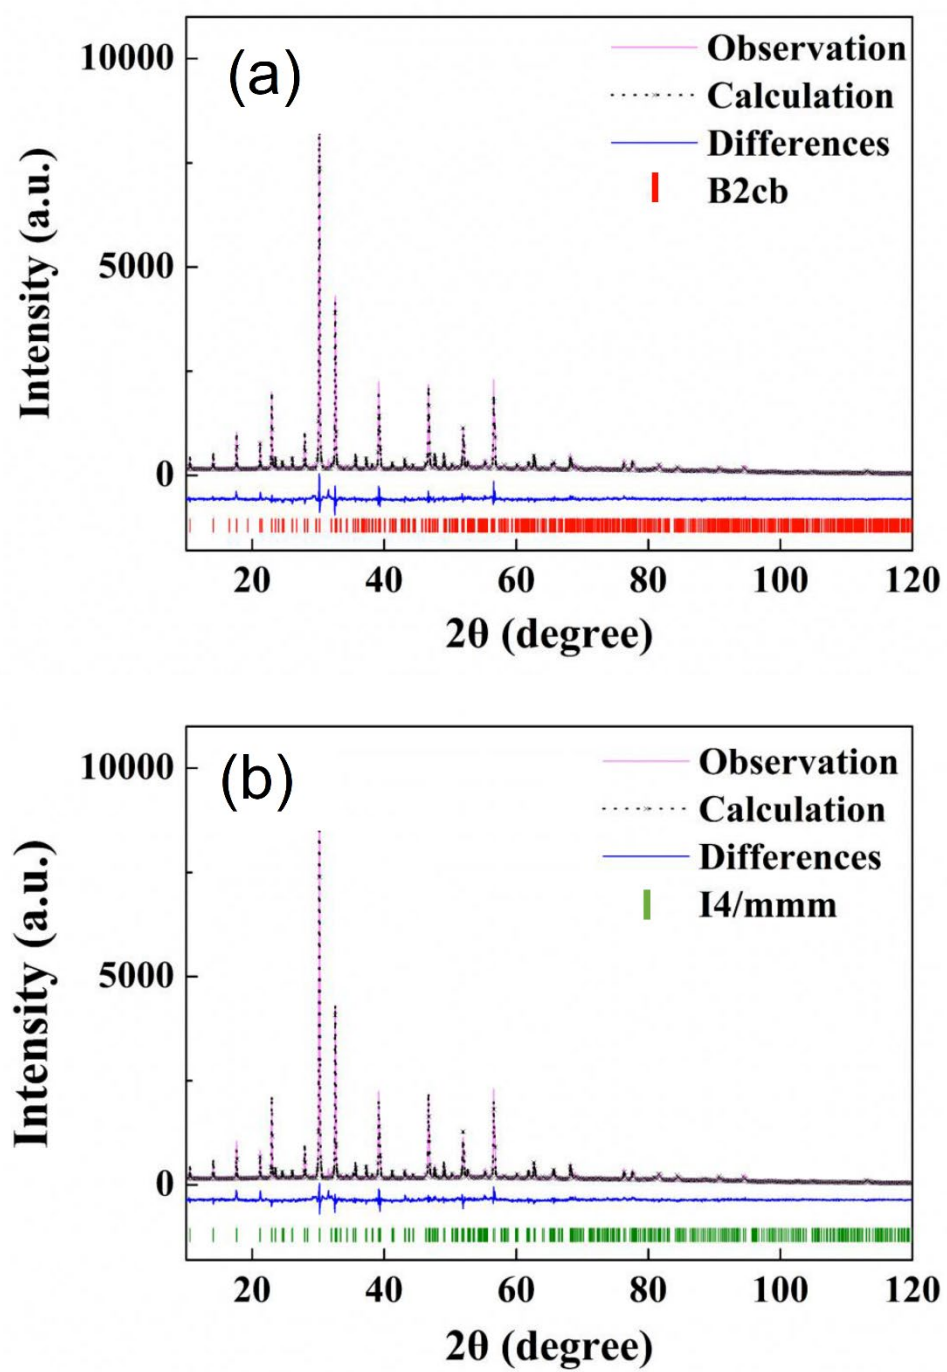 (a)
Observation
Calculation
Differences
B2cb
10000
5000
0
Intensity (a.u.)
20 40 60 80 100 120
2θ (degree)
(b)
Observation
Calculation
Differences
I4/mmm
10000
5000
0
Intensity (a.u.)
20 40 60 80 100 120
2θ (degree)